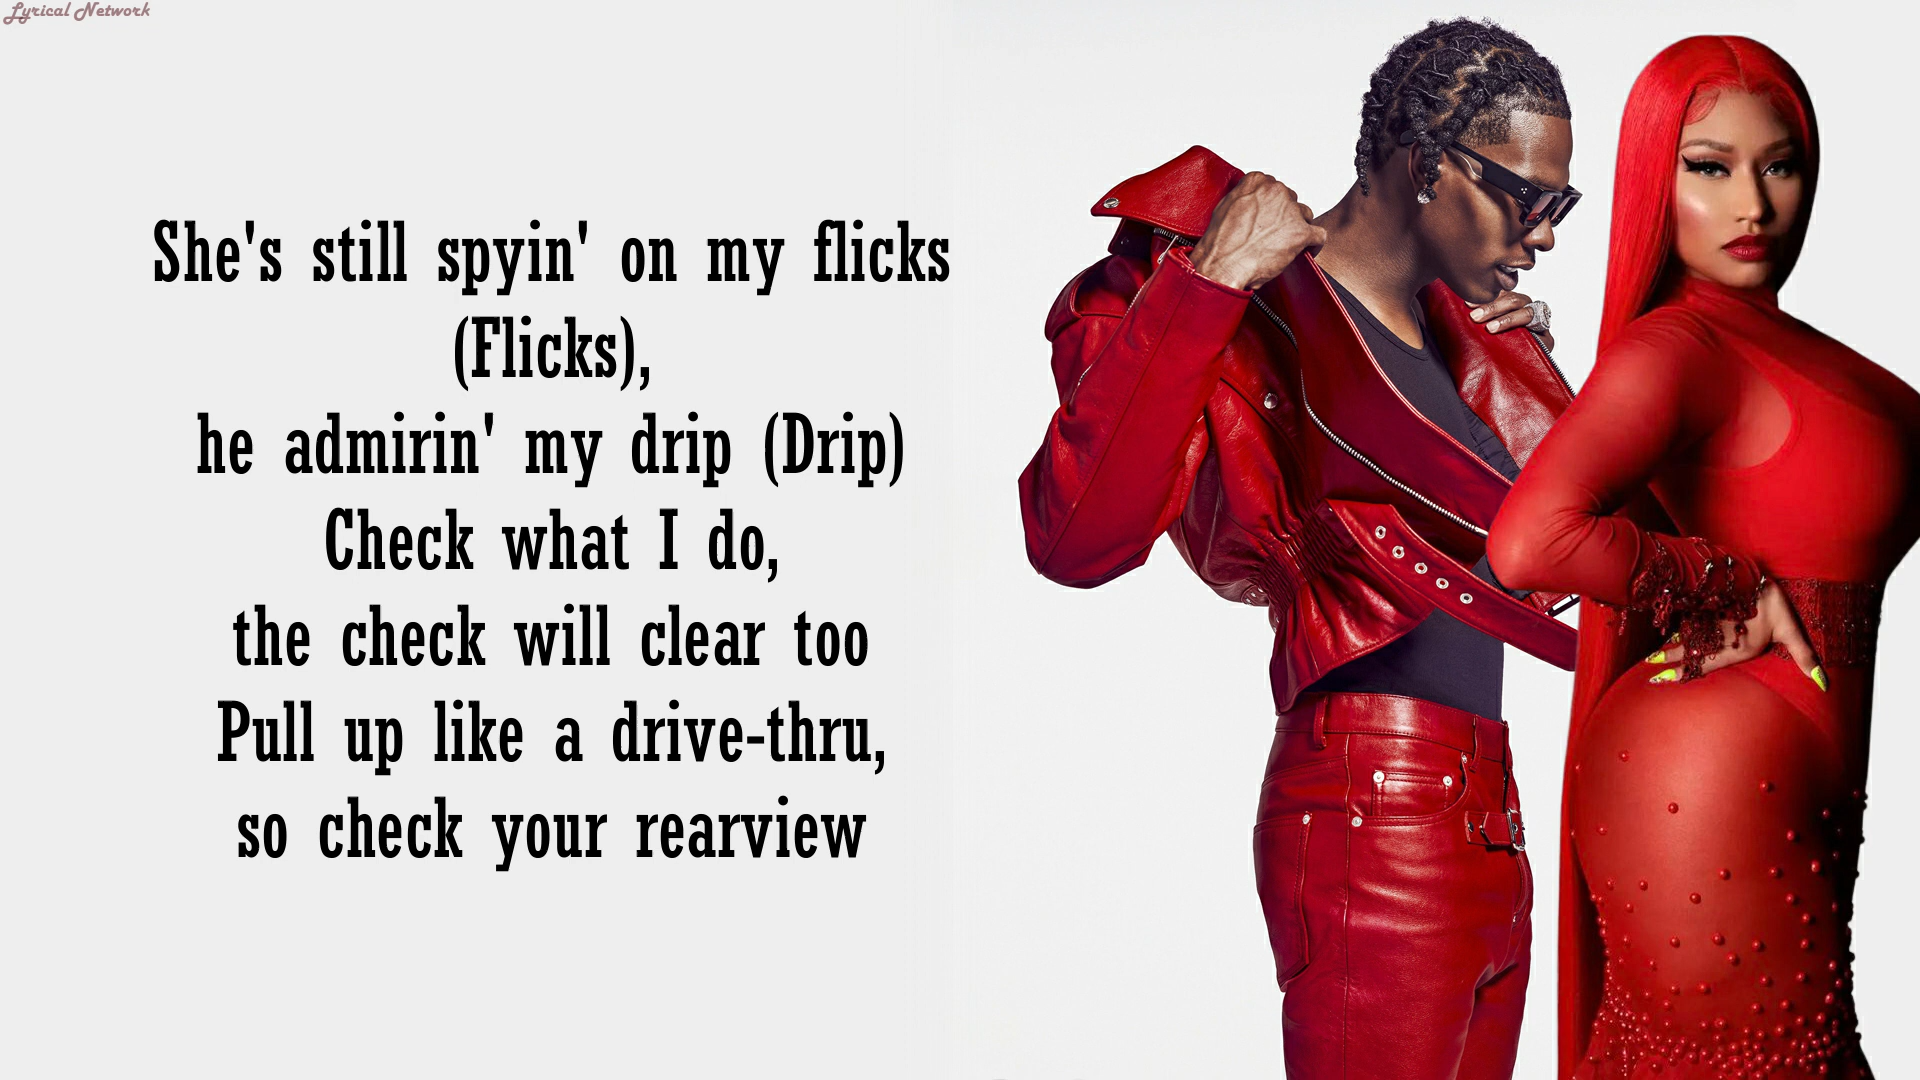 Lyrical Network
She's still spyin' on my flicks
(Flicks),
he admirin' my drip (Drip)
Check what I do,
the check will clear too
Pull up like a drive-thru,
so check your rearview